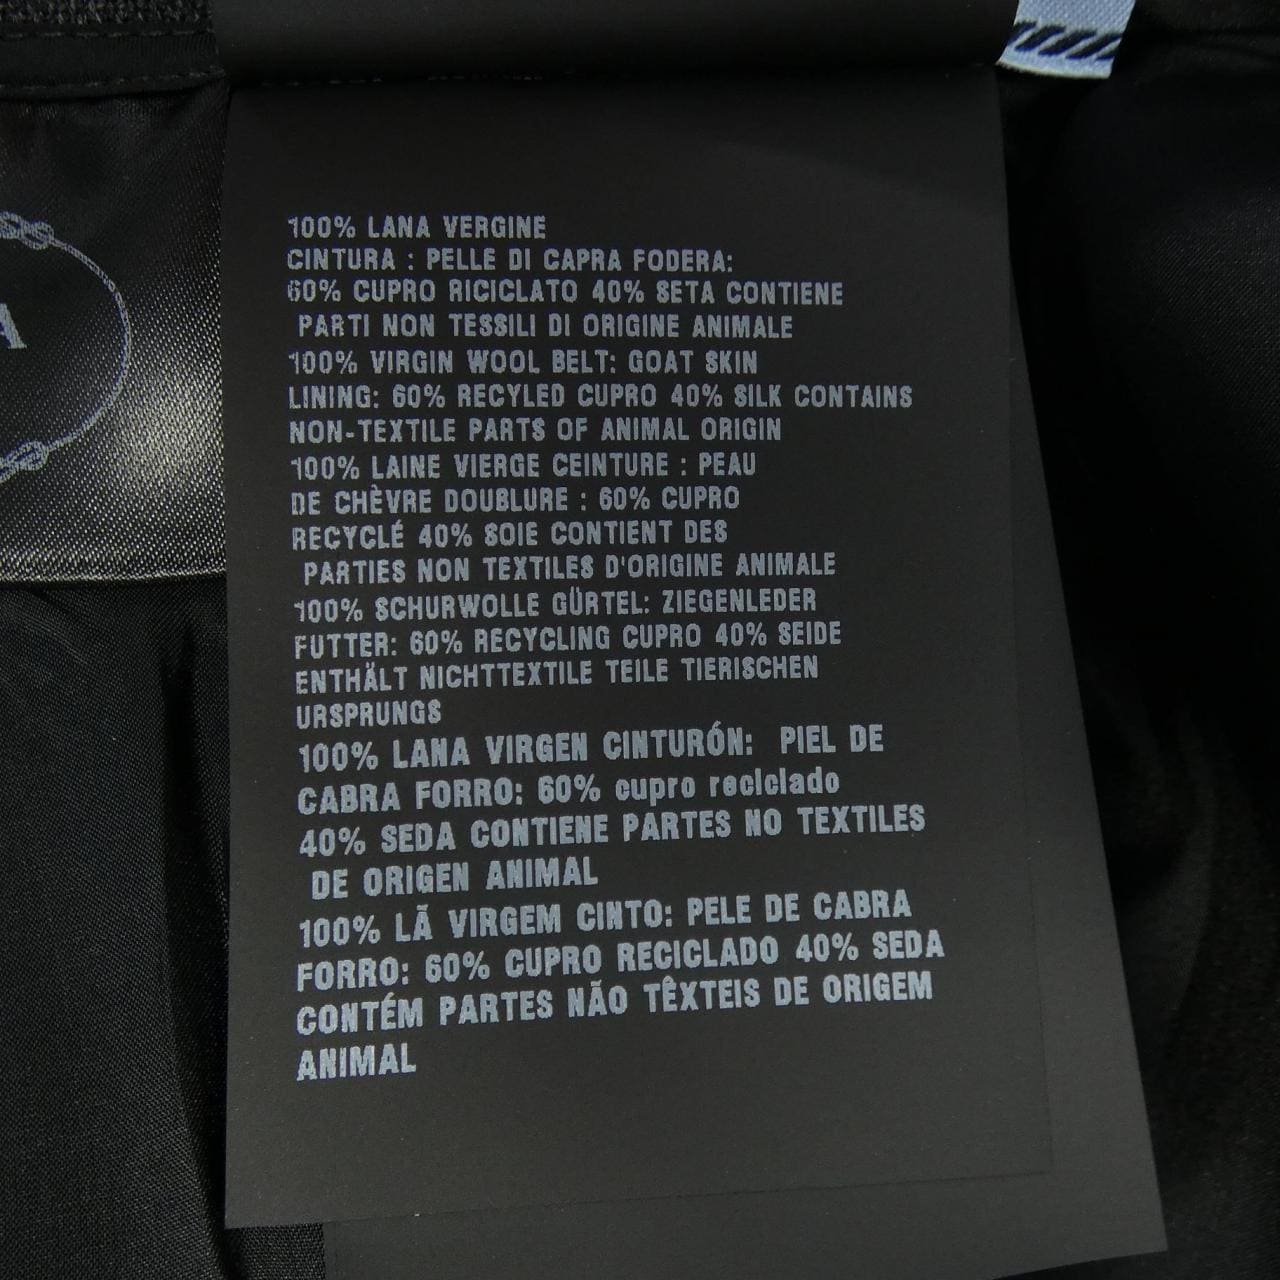 100% LANA VERGINE
CINTURA : PELLE DI CAPRA FODERA:
60% CUPRO RICICLATO 40% SETA CONTIENE
PARTI NON TESSILI DI ORIGINE ANIMALE
100% VIRGIN WOOL BELT: GOAT SKIN
LINING: 60% RECYLED CUPRO 40% SILK CONTAINS
NON-TEXTILE PARTS OF ANIMAL ORIGIN
100% LAINE VIERGE CEINTURE : PEAU
DE CHÈVRE DOUBLURE : 60% CUPRO
RECYCLÉ 40% SOIE CONTIENT DES
PARTIES NON TEXTILES D'ORIGINE ANIMALE
100% SCHURWOLLE GÜRTEL: ZIEGENLEDER
FUTTER: 60% RECYCLING CUPRO 40% SEIDE
ENTHÄLT NICHTTEXTILE TEILE TIERISCHEN
URSPRUNGS
100% LANA VIRGEN CINTURÓN: PIEL DE
CABRA FORRO: 60% cupro reciclado
40% SEDA CONTIENE PARTES NO TEXTILES
DE ORIGEN ANIMAL
100% LÃ VIRGEM CINTO: PELE DE CABRA
FORRO: 60% CUPRO RECICLADO 40% SEDA
CONTÉM PARTES NÃO TÊXTEIS DE ORIGEM
ANIMAL